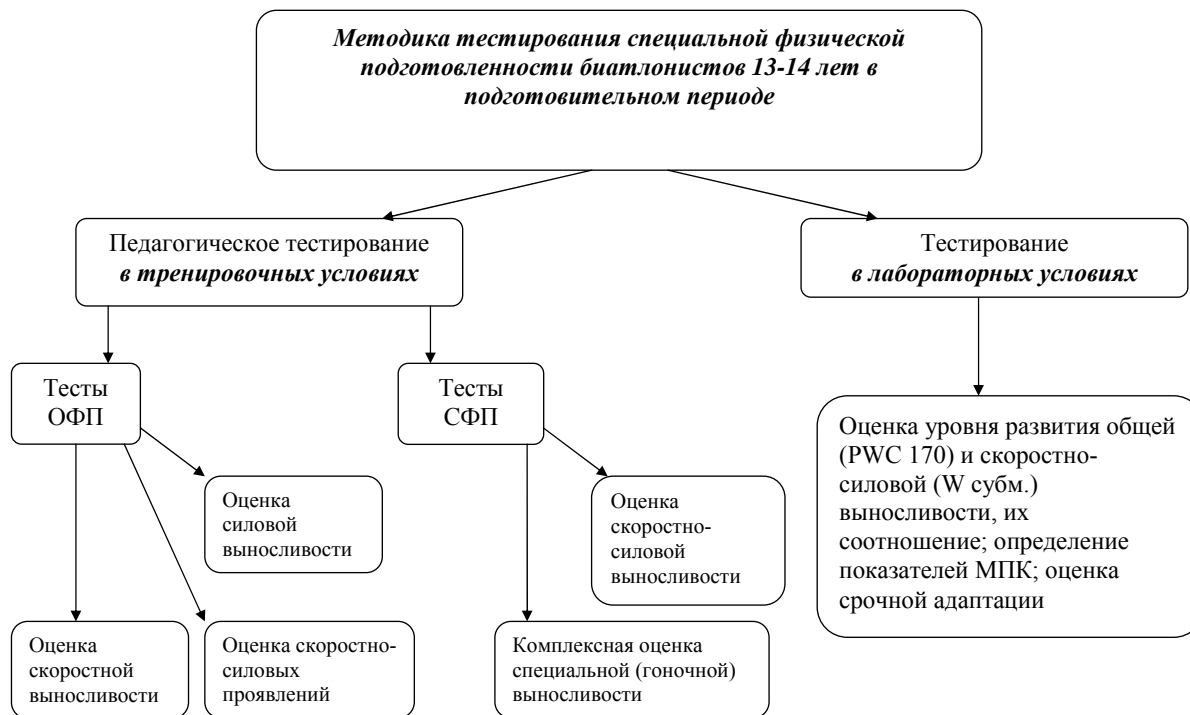 Методика тестирования специальной физической
подготовленности биатлонистов 13-14 лет в
подготовительном периоде
Педагогическое тестирование
в тренировочных условиях
Тестирование
в лабораторных условиях
Тесты
ОФП
Тесты
СФП
Оценка уровня развития общей
(PWC 170) и скоростно-
силовой (W субм.)
выносливости, их
соотношение; определение
показателей МПК; оценка
срочной адаптации
Оценка
силовой
выносливости
Оценка
скоростно-
силовой
выносливости
Оценка
скоростной
выносливости
Оценка скоростно-
силовых
проявлений
Комплексная оценка
специальной (гоночной)
выносливости